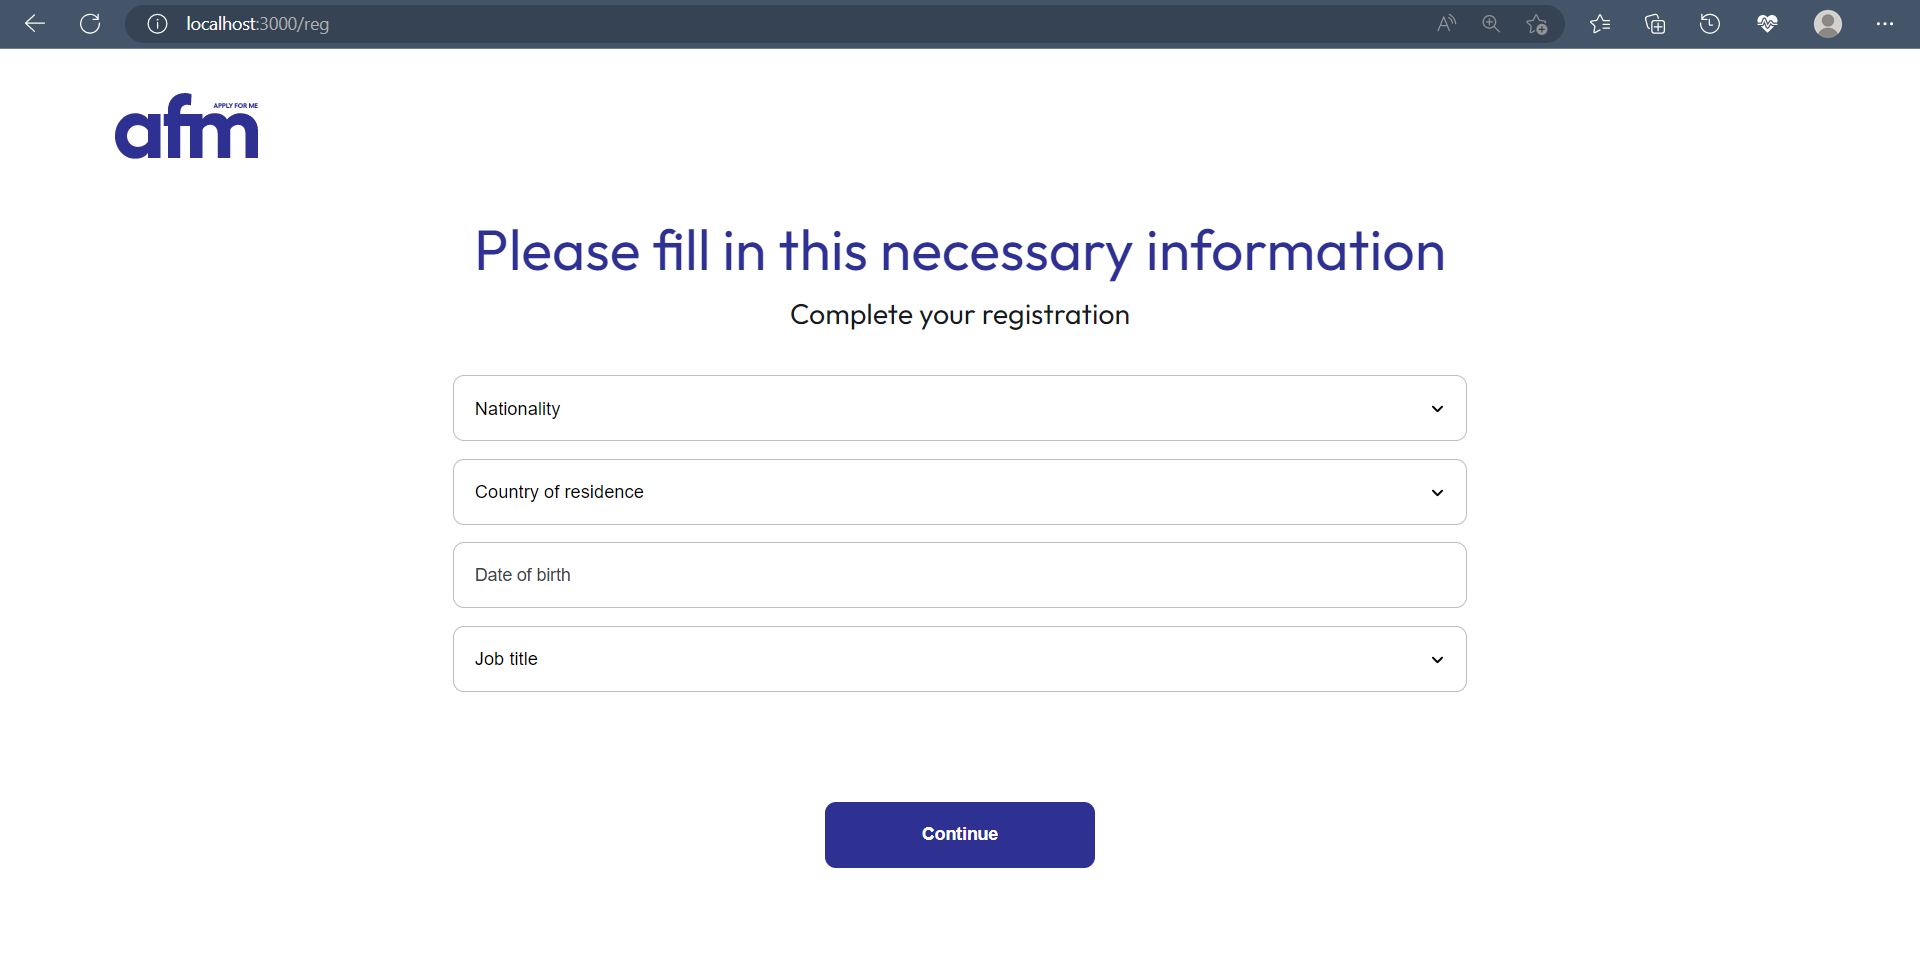 localhost:3000/reg
APPLY FOR ME
afm
Please fill in this necessary information
Complete your registration
Nationality
Country of residence
Date of birth
Job title
Continue